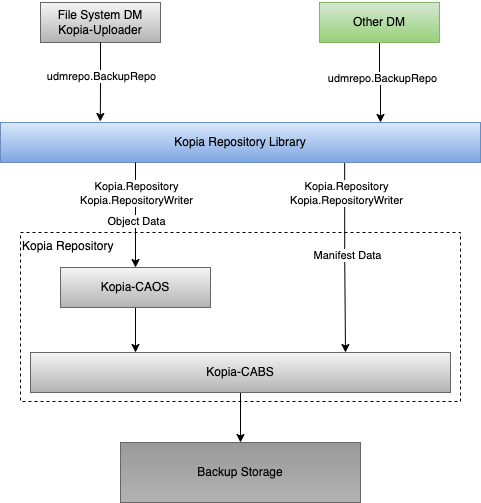 File System DM
Kopia-Uploader
Other DM
udmrepo.BackupRepo
udmrepo.BackupRepo
Kopia Repository Library
Kopia.Repository
Kopia.RepositoryWriter
Kopia.Repository
Kopia.RepositoryWriter
Object Data
Kopia Repository
Manifest Data
Kopia-CAOS
Kopia-CABS
Backup Storage